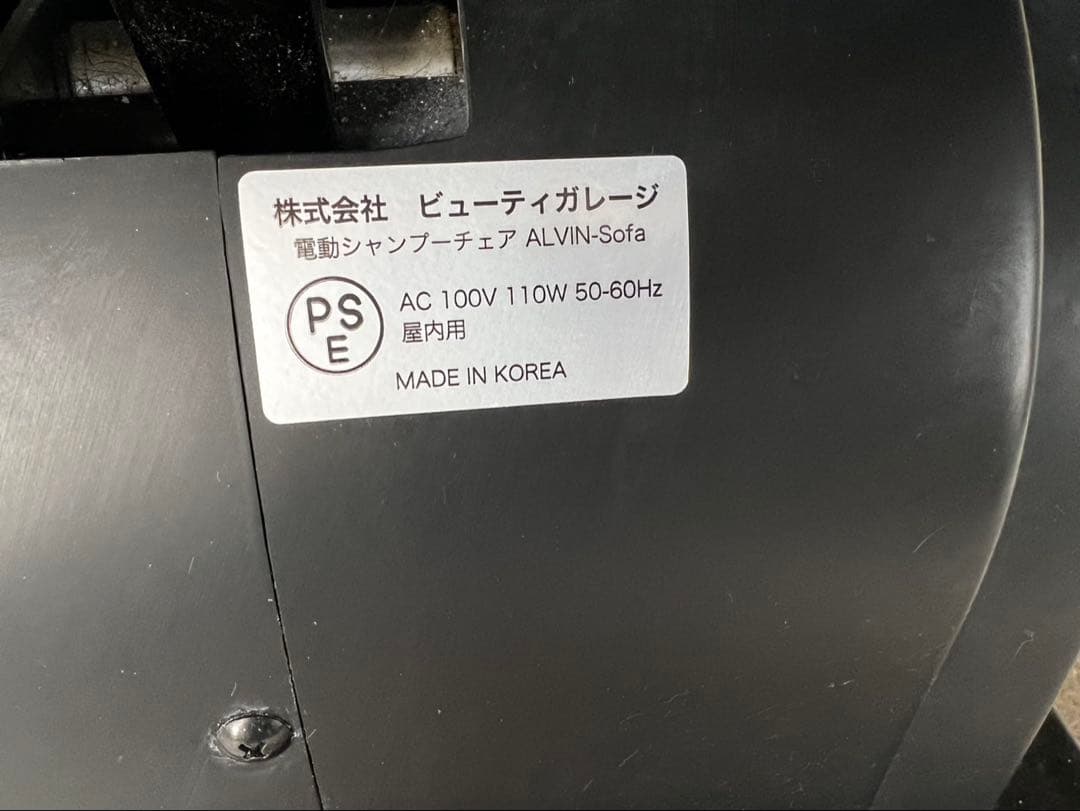 株式会社　ビューティガレージ
電動シャンプーチェア ALVIN-Sofa
PS
E
AC 100V 110W 50-60Hz
屋内用
MADE IN KOREA